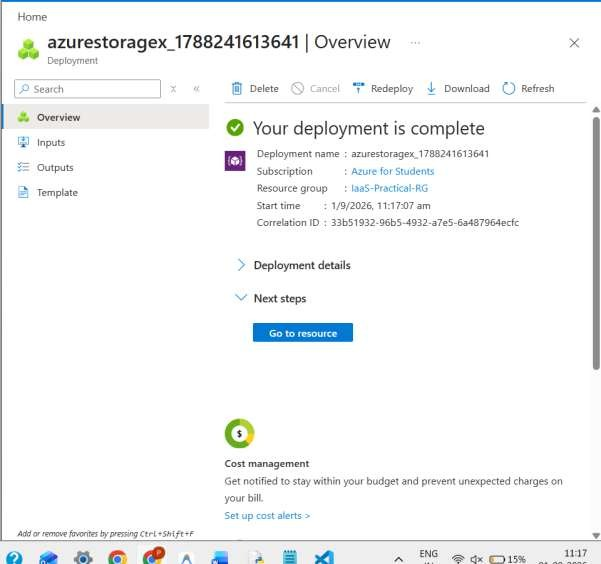 Home
azurestoragex_1788241613641 | Overview ...
Deployment
Search
Delete Cancel Redeploy Download Refresh
Overview
Inputs
Outputs
Template
Your deployment is complete
Deployment name : azurestoragex_1788241613641
Subscription : Azure for Students
Resource group : IaaS-Practical-RG
Start time : 1/9/2026, 11:17:07 am
Correlation ID : 33b51932-96b5-4932-a7e5-6a487964ecfc
Deployment details
Next steps
Go to resource
$
Cost management
Get notified to stay within your budget and prevent unexpected charges on
your bill.
Set up cost alerts >
Add or remove favorites by pressing Ctrl+Shift+F
P
ENG
15%
11:17